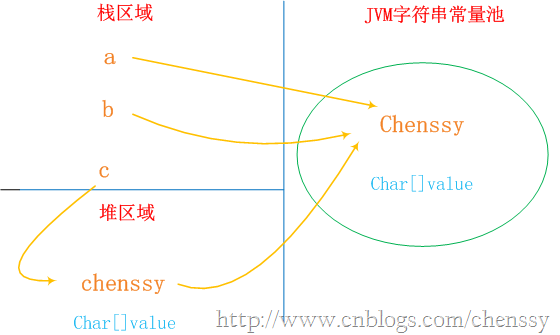 栈区域
JVM字符串常量池
a
b
c
Chenssy
Char[]value
堆区域
chenssy
Char[]value
http://www.cnblogs.com/chenssy